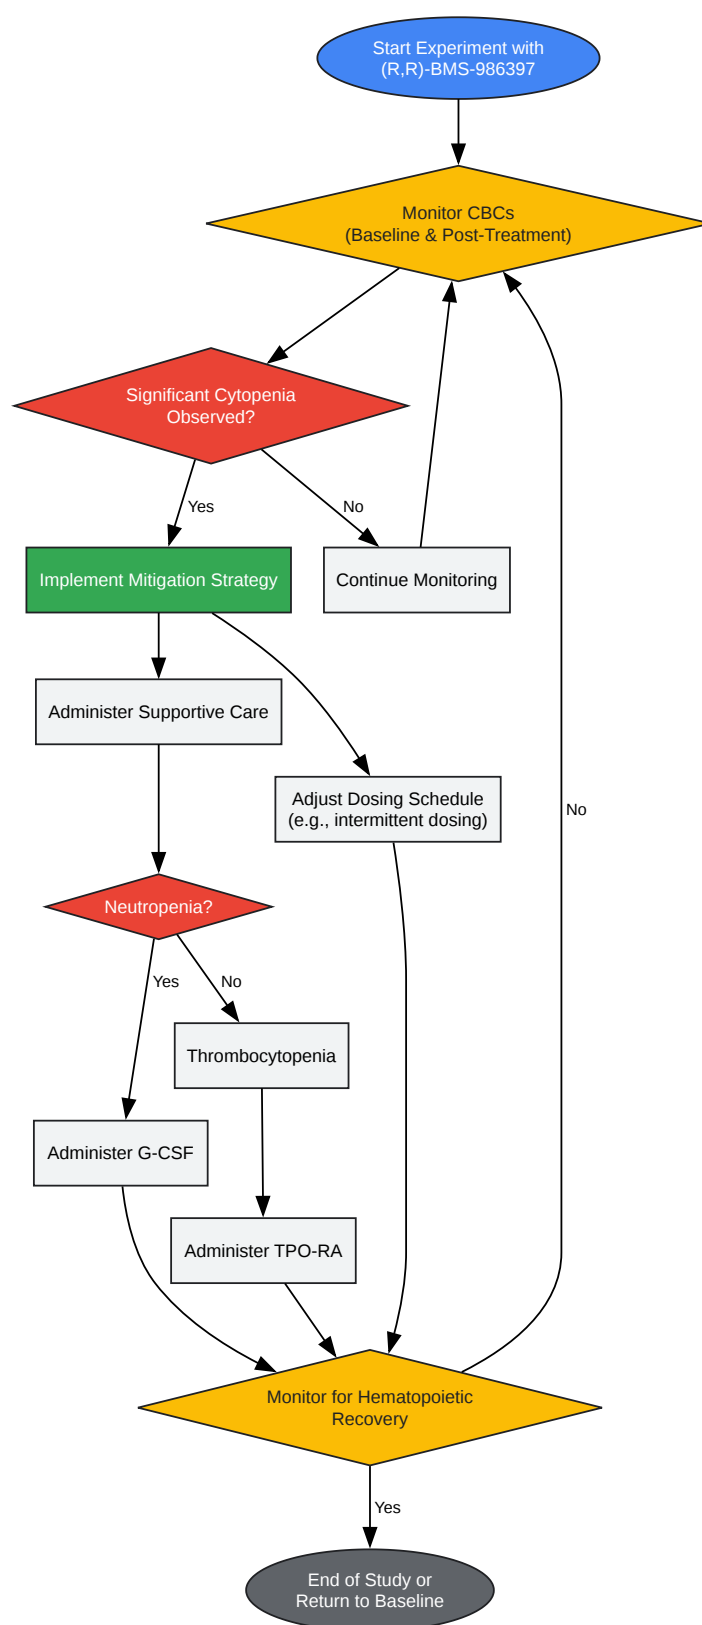 Start Experiment with
(R,R)-BMS-986397
Monitor CBCs
(Baseline & Post-Treatment)
Significant Cytopenia
Observed?
Yes
No
Implement Mitigation Strategy
Continue Monitoring
Administer Supportive Care
Adjust Dosing Schedule
(e.g., intermittent dosing)
No
Neutropenia?
Yes
No
Thrombocytopenia
Administer G-CSF
Administer TPO-RA
Monitor for Hematopoietic
Recovery
Yes
End of Study or
Return to Baseline